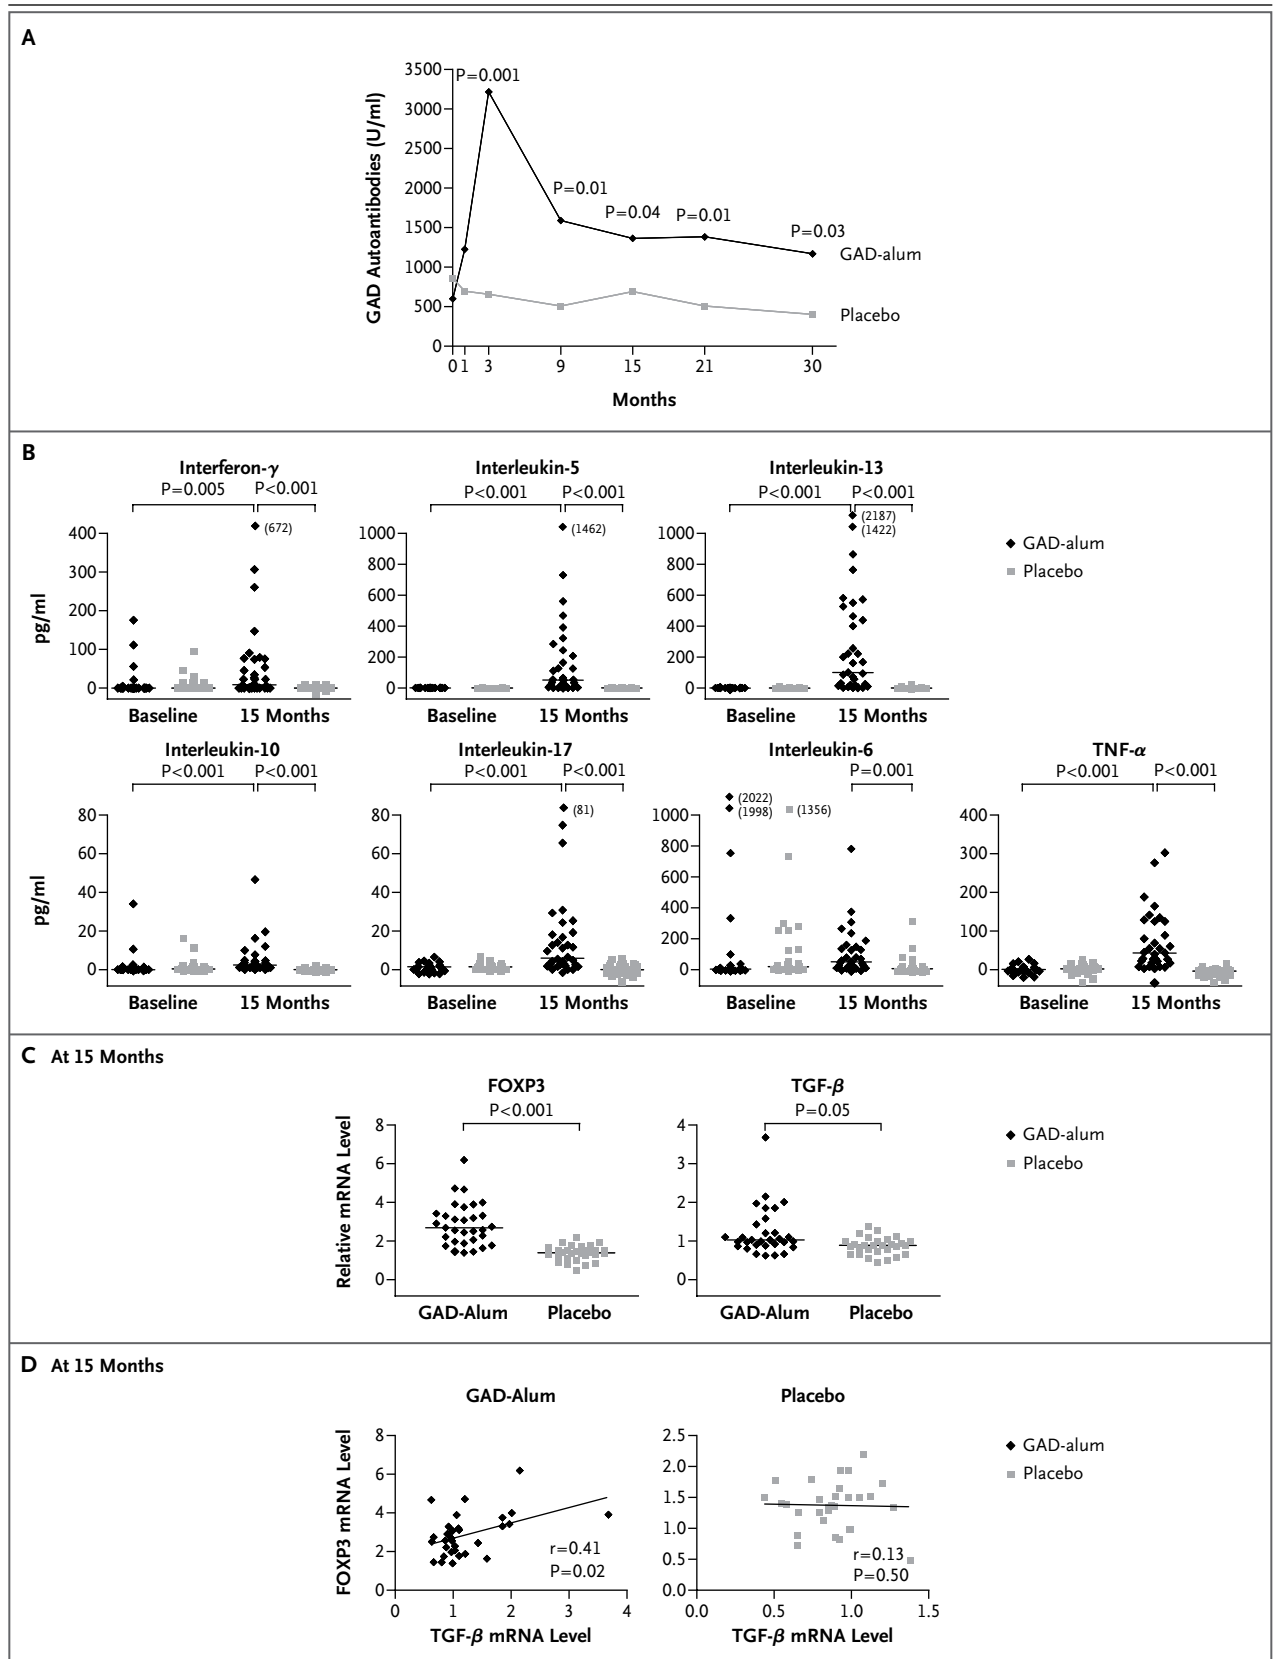 A
GAD Autoantibodies (U/ml)
3500
3000
2500
2000
1500
1000
500
0
P=0.001
P=0.01
P=0.04
P=0.01
P=0.03
GAD-alum
Placebo
0 1 3 9 15 21 30
Months
B
Interferon-γ
P=0.005 P<0.001
pg/ml
400
300
200
100
0
(672)
Baseline 15 Months
Interleukin-5
P<0.001 P<0.001
1000
800
600
400
200
0
(1462)
Baseline 15 Months
Interleukin-13
P<0.001 P<0.001
1000
800
600
400
200
0
(2187)
(1422)
Baseline 15 Months
GAD-alum
Placebo
Interleukin-10
P<0.001 P<0.001
pg/ml
80
60
40
20
0
Baseline 15 Months
Interleukin-17
P<0.001 P<0.001
80
60
40
20
0
(81)
Baseline 15 Months
Interleukin-6
P=0.001
1000
800
600
400
200
0
(2022)
(1998)
(1356)
Baseline 15 Months
TNF-α
P<0.001 P<0.001
400
300
200
100
0
Baseline 15 Months
C At 15 Months
FOXP3
P<0.001
Relative mRNA Level
8
6
4
2
0
GAD-Alum Placebo
TGF-β
P=0.05
4
3
2
1
0
GAD-Alum Placebo
GAD-alum
Placebo
D At 15 Months
GAD-Alum
FOXP3 mRNA Level
8
6
4
2
0
r=0.41
P=0.02
0 1 2 3 4
TGF-β mRNA Level
Placebo
2.5
2.0
1.5
1.0
0.5
0.0
r=0.13
P=0.50
0.0 0.5 1.0 1.5
TGF-β mRNA Level
GAD-alum
Placebo